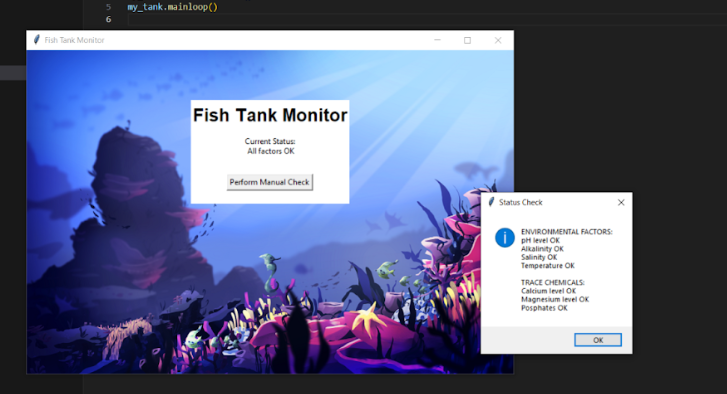 5 my_tank.mainloop()
6
Fish Tank Monitor
Fish Tank Monitor
Current Status:
All factors OK
Perform Manual Check
Status Check
ENVIRONMENTAL FACTORS:
pH level OK
Alkalinity OK
Salinity OK
Temperature OK
TRACE CHEMICALS:
Calcium level OK
Magnesium level OK
Posphates OK
OK